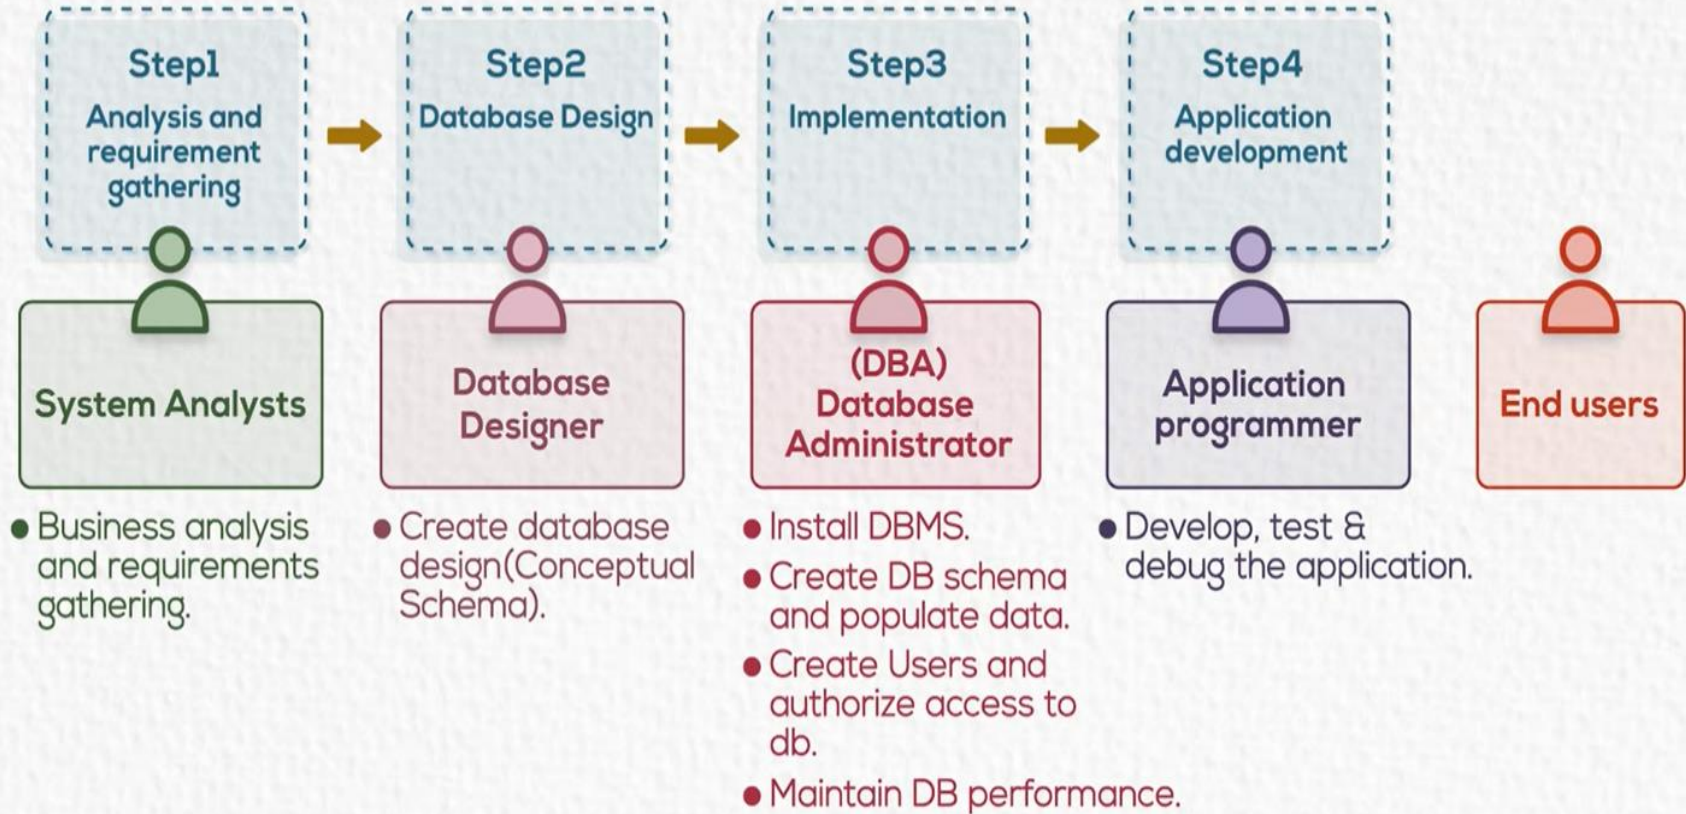 Step1
Analysis and
requirement
gathering
Step2
Database Design
Step3
Implementation
Step4
Application
development
System Analysts
Database
Designer
(DBA)
Database
Administrator
Application
programmer
End users
• Business analysis
and requirements
gathering.
• Create database
design(Conceptual
Schema).
• Install DBMS.
• Create DB schema
and populate data.
• Create Users and
authorize access to
db.
• Maintain DB performance.
• Develop, test &
debug the application.